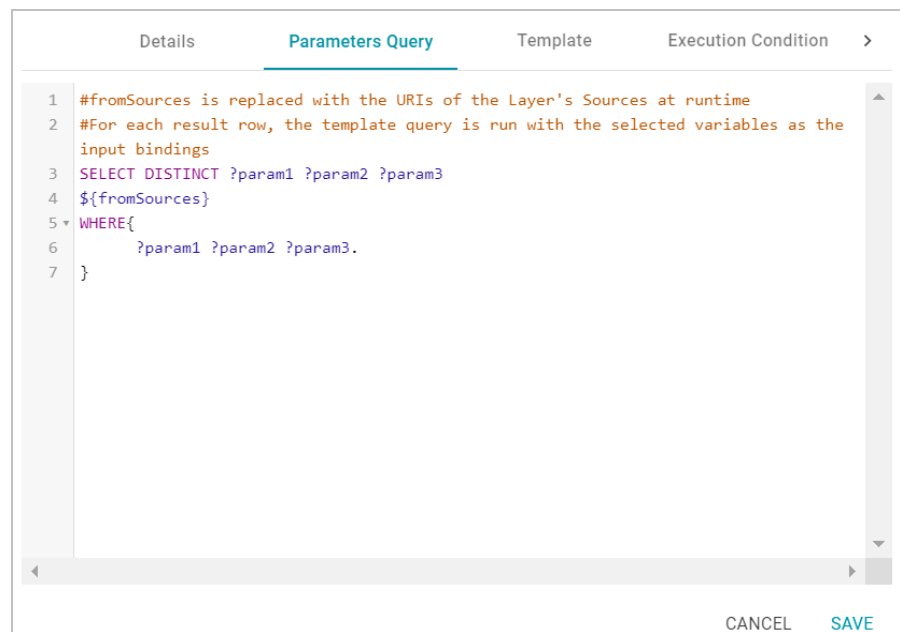 Details Parameters Query Template Execution Condition >
1 #fromSources is replaced with the URIs of the Layer's Sources at runtime
2 #For each result row, the template query is run with the selected variables as the
input bindings
3 SELECT DISTINCT ?param1 ?param2 ?param3
4 ${fromSources}
5 WHERE{
6 ?param1 ?param2 ?param3.
7 }
CANCEL SAVE